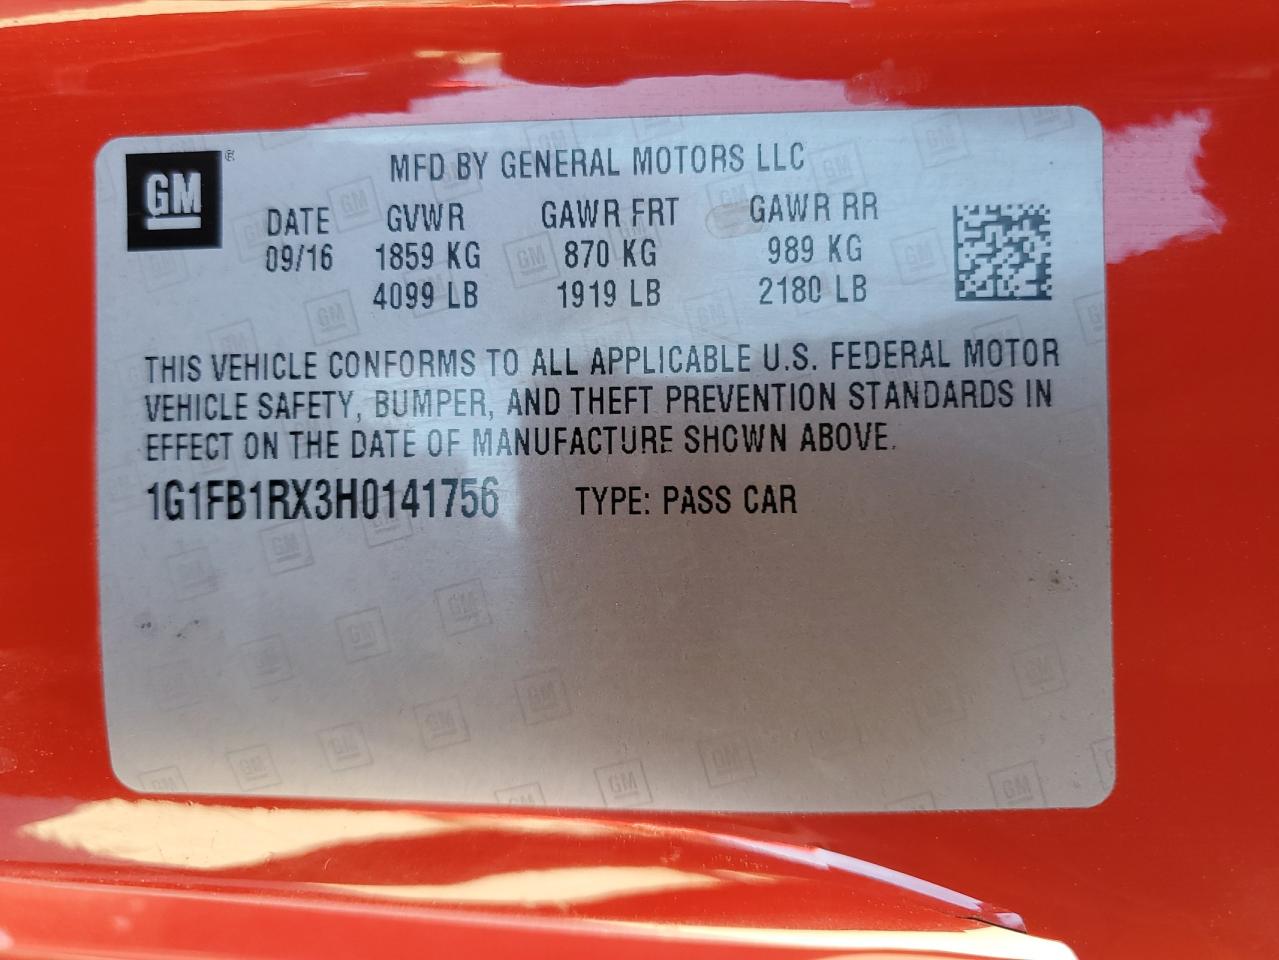 GM ®
MFD BY GENERAL MOTORS LLC
DATE GVWR GAWR FRT GAWR RR
09/16 1859 KG 870 KG 989 KG
4099 LB 1919 LB 2180 LB
THIS VEHICLE CONFORMS TO ALL APPLICABLE U.S. FEDERAL MOTOR
VEHICLE SAFETY, BUMPER, AND THEFT PREVENTION STANDARDS IN
EFFECT ON THE DATE OF MANUFACTURE SHOWN ABOVE.
1G1FB1RX3H0141756 TYPE: PASS CAR